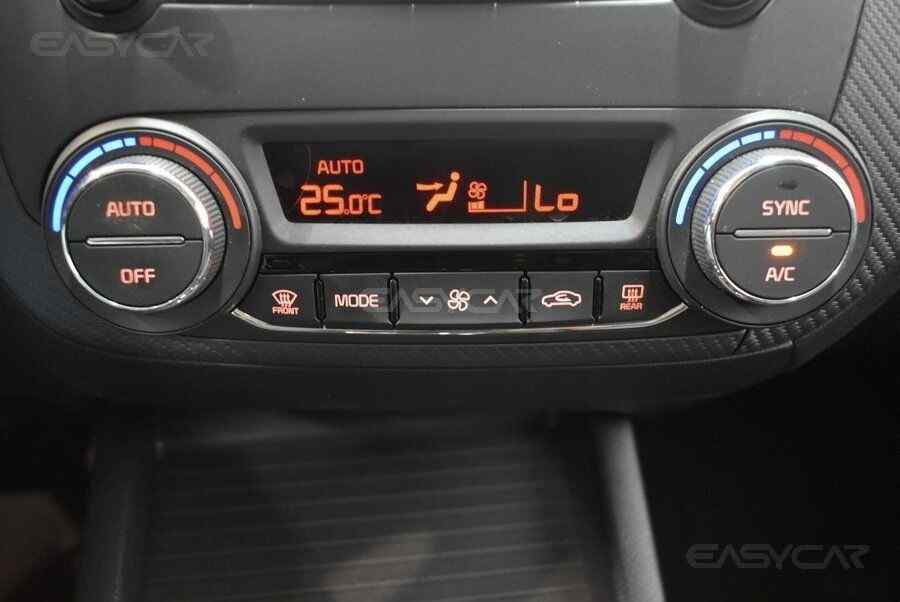 EASYCAR
AUTO
25.0°C
Lo
AUTO
OFF
SYNC
A/C
FRONT
MODE
EASYCAR
REAR
EASYCAR